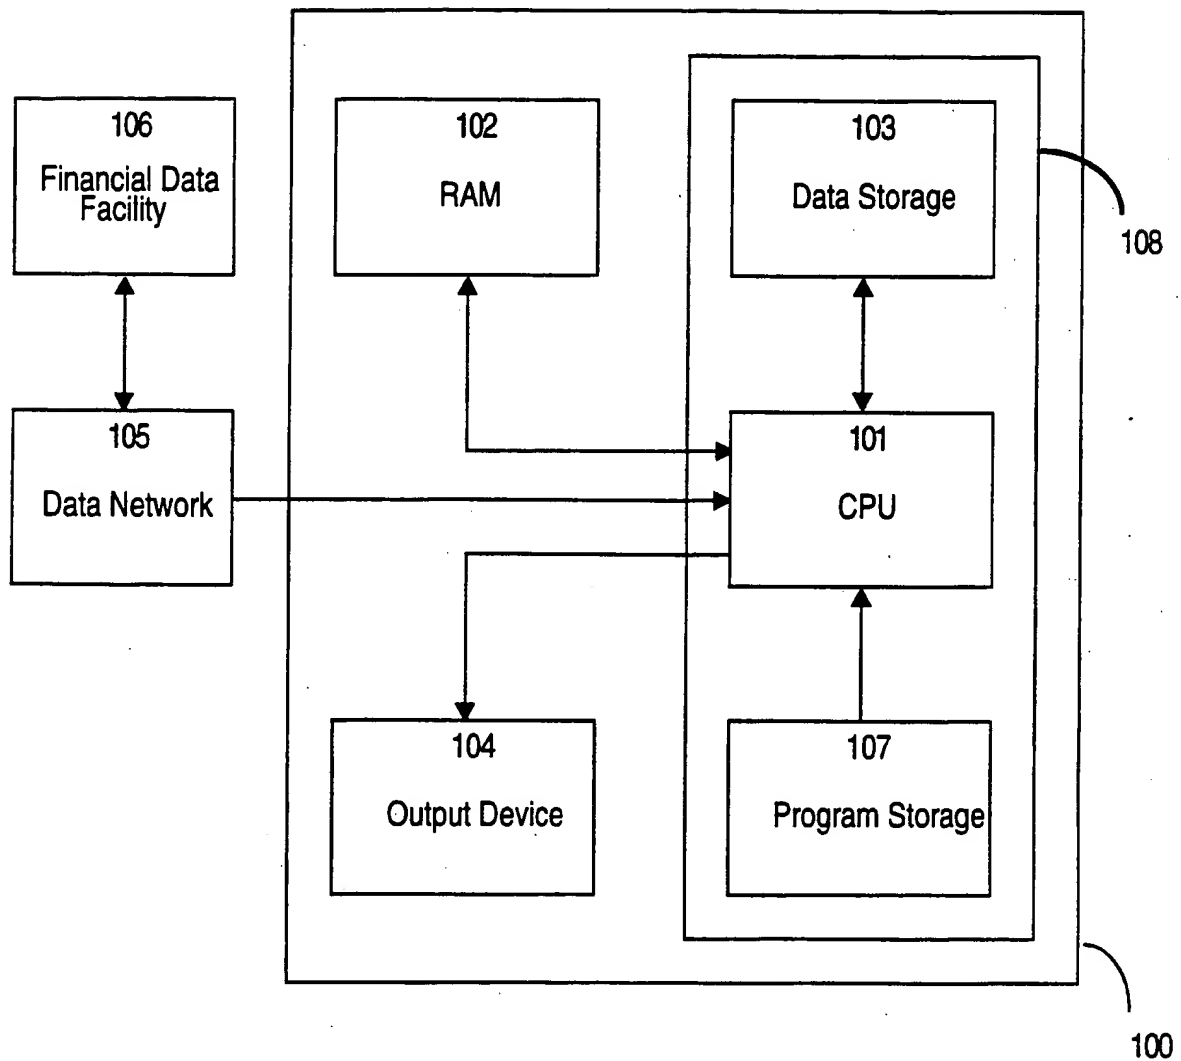 106
Financial Data
Facility
102
RAM
103
Data Storage
108
105
Data Network
101
CPU
104
Output Device
107
Program Storage
100